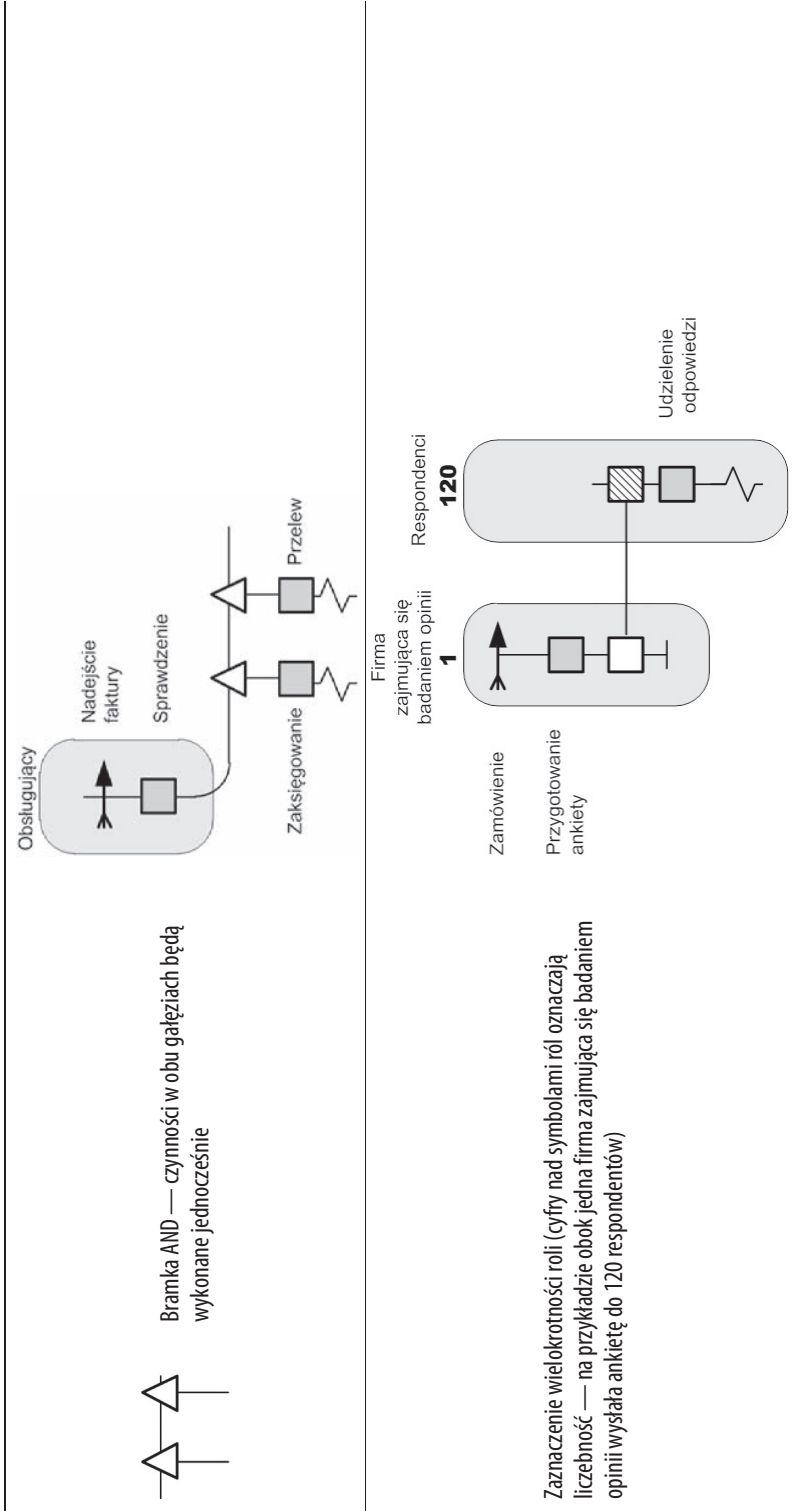 Bramka AND — czynności w obu gałęziach będą
wykonane jednocześnie
Obsługujący
Nadejście
faktury
Sprawdzenie
Zaksięgowanie
Przelew
Zaznaczenie wielokrotności roli (cyfry nad symbolami ról oznaczają
liczebność — na przykładzie obok jedna firma zajmująca się badaniem
opinii wysłała ankietę do 120 respondentów)
Zamówienie
Przygotowanie
ankiety
Firma
zajmująca się
badaniem opinii
1
Respondenci
120
Udzielenie
odpowiedzi